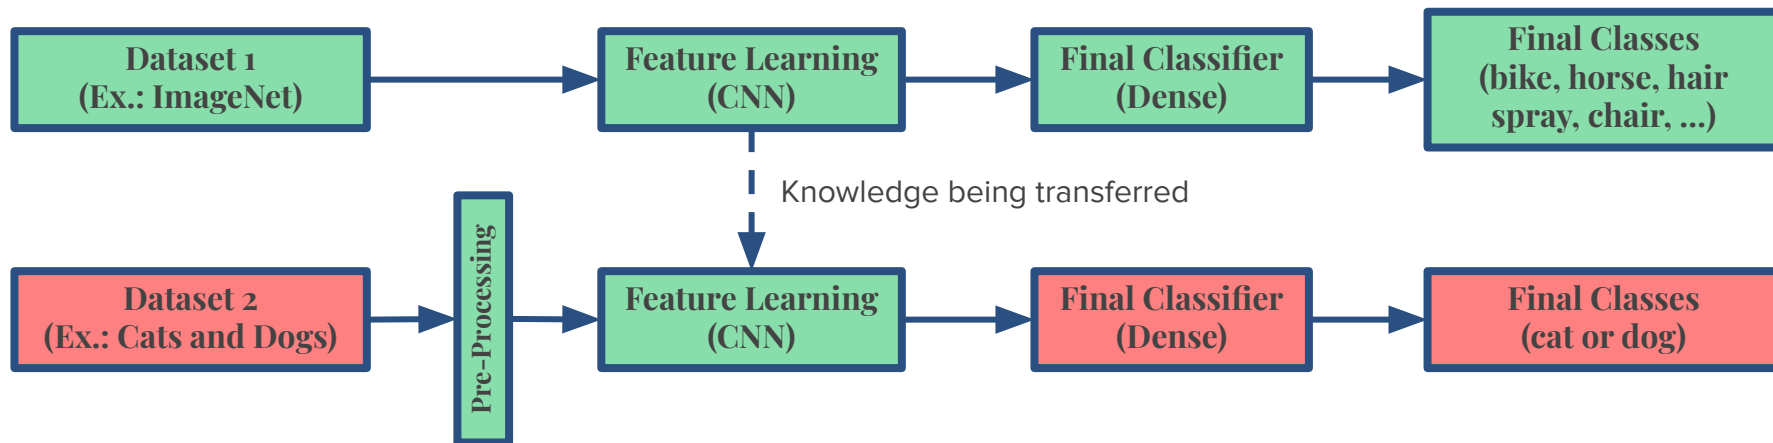 Dataset 1
(Ex.: ImageNet)
Feature Learning
(CNN)
Final Classifier
(Dense)
Final Classes
(bike, horse, hair
spray, chair, ...)
Knowledge being transferred
Dataset 2
(Ex.: Cats and Dogs)
Pre-Processing
Feature Learning
(CNN)
Final Classifier
(Dense)
Final Classes
(cat or dog)